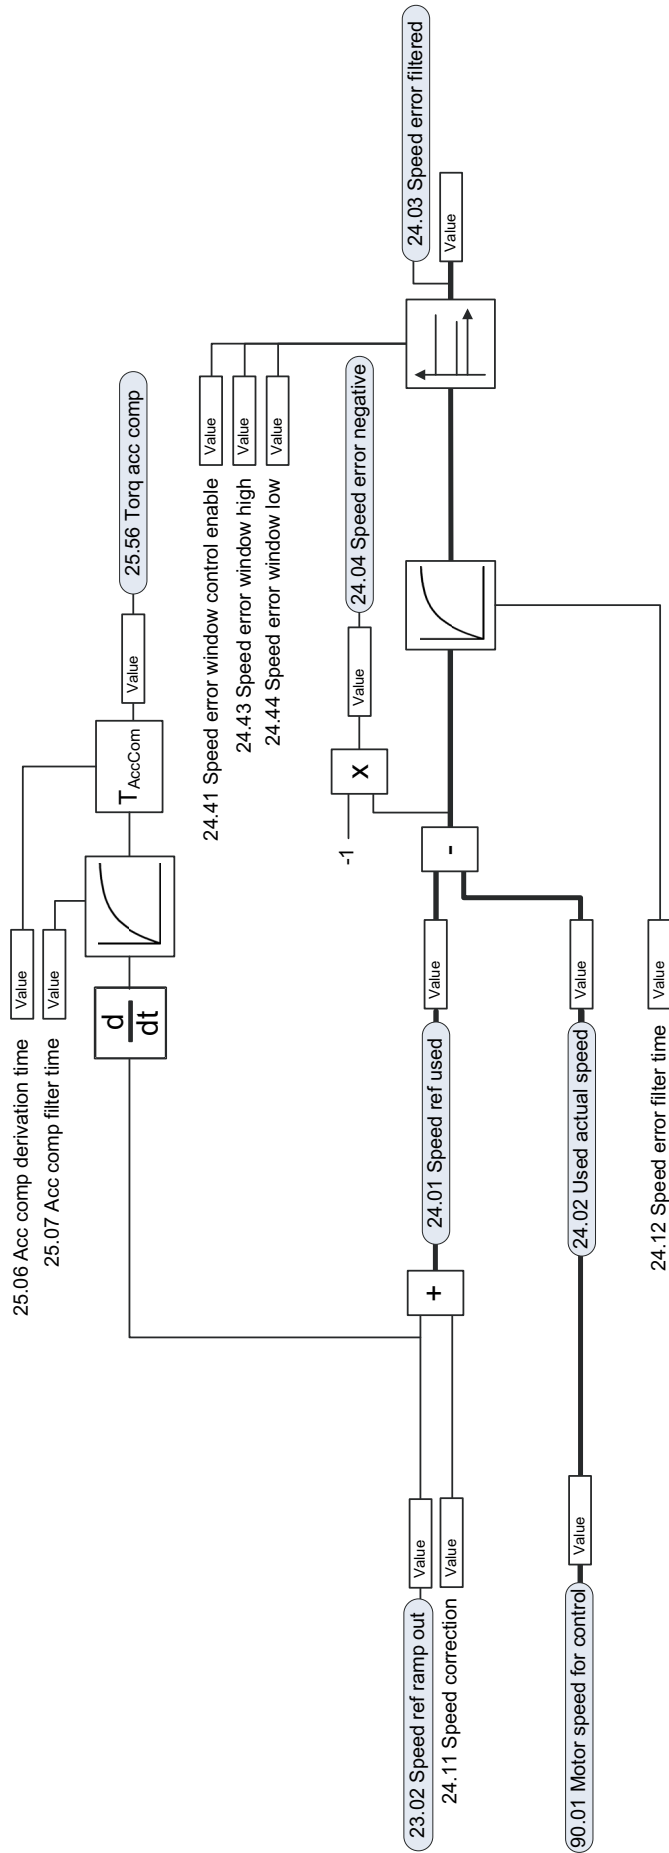 25.06 Acc comp derivation time
Value
25.07 Acc comp filter time
Value
d
dt
T AccCom
Value
25.56 Torq acc comp
24.41 Speed error window control enable
Value
24.43 Speed error window high
Value
24.44 Speed error window low
Value
-1
X
Value
24.04 Speed error negative
23.02 Speed ref ramp out
Value
24.11 Speed correction
Value
+
24.01 Speed ref used
Value
-
24.03 Speed error filtered
Value
90.01 Motor speed for control
Value
24.02 Used actual speed
Value
24.12 Speed error filter time
Value